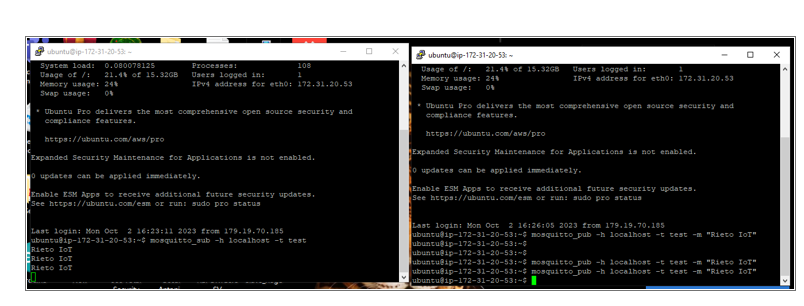 ubuntu@ip-172-31-20-53: ~
System load: 0.080078125 Processes: 108
Usage of /: 21.4% of 15.32GB Users logged in: 1
Memory usage: 24% IPv4 address for eth0: 172.31.20.53
Swap usage: 0%
* Ubuntu Pro delivers the most comprehensive open source security and
compliance features.
https://ubuntu.com/aws/pro
Expanded Security Maintenance for Applications is not enabled.
0 updates can be applied immediately.
Enable ESM Apps to receive additional future security updates.
See https://ubuntu.com/esm or run: sudo pro status
Last login: Mon Oct 2 16:23:11 2023 from 179.19.70.185
ubuntu@ip-172-31-20-53:~$ mosquitto_sub -h localhost -t test
Rieto IoT
Rieto IoT
Rieto IoT
ubuntu@ip-172-31-20-53: ~
Usage of /: 21.4% of 15.32GB Users logged in: 1
Memory usage: 24% IPv4 address for eth0: 172.31.20.53
Swap usage: 0%
* Ubuntu Pro delivers the most comprehensive open source security and
compliance features.
https://ubuntu.com/aws/pro
Expanded Security Maintenance for Applications is not enabled.
0 updates can be applied immediately.
Enable ESM Apps to receive additional future security updates.
See https://ubuntu.com/esm or run: sudo pro status
Last login: Mon Oct 2 16:26:05 2023 from 179.19.70.185
ubuntu@ip-172-31-20-53:~$ mosquitto_pub -h localhost -t test -m "Rieto IoT"
ubuntu@ip-172-31-20-53:~$
ubuntu@ip-172-31-20-53:~$
ubuntu@ip-172-31-20-53:~$ mosquitto_pub -h localhost -t test -m "Rieto IoT"
ubuntu@ip-172-31-20-53:~$ mosquitto_pub -h localhost -t test -m "Rieto IoT"
ubuntu@ip-172-31-20-53:~$